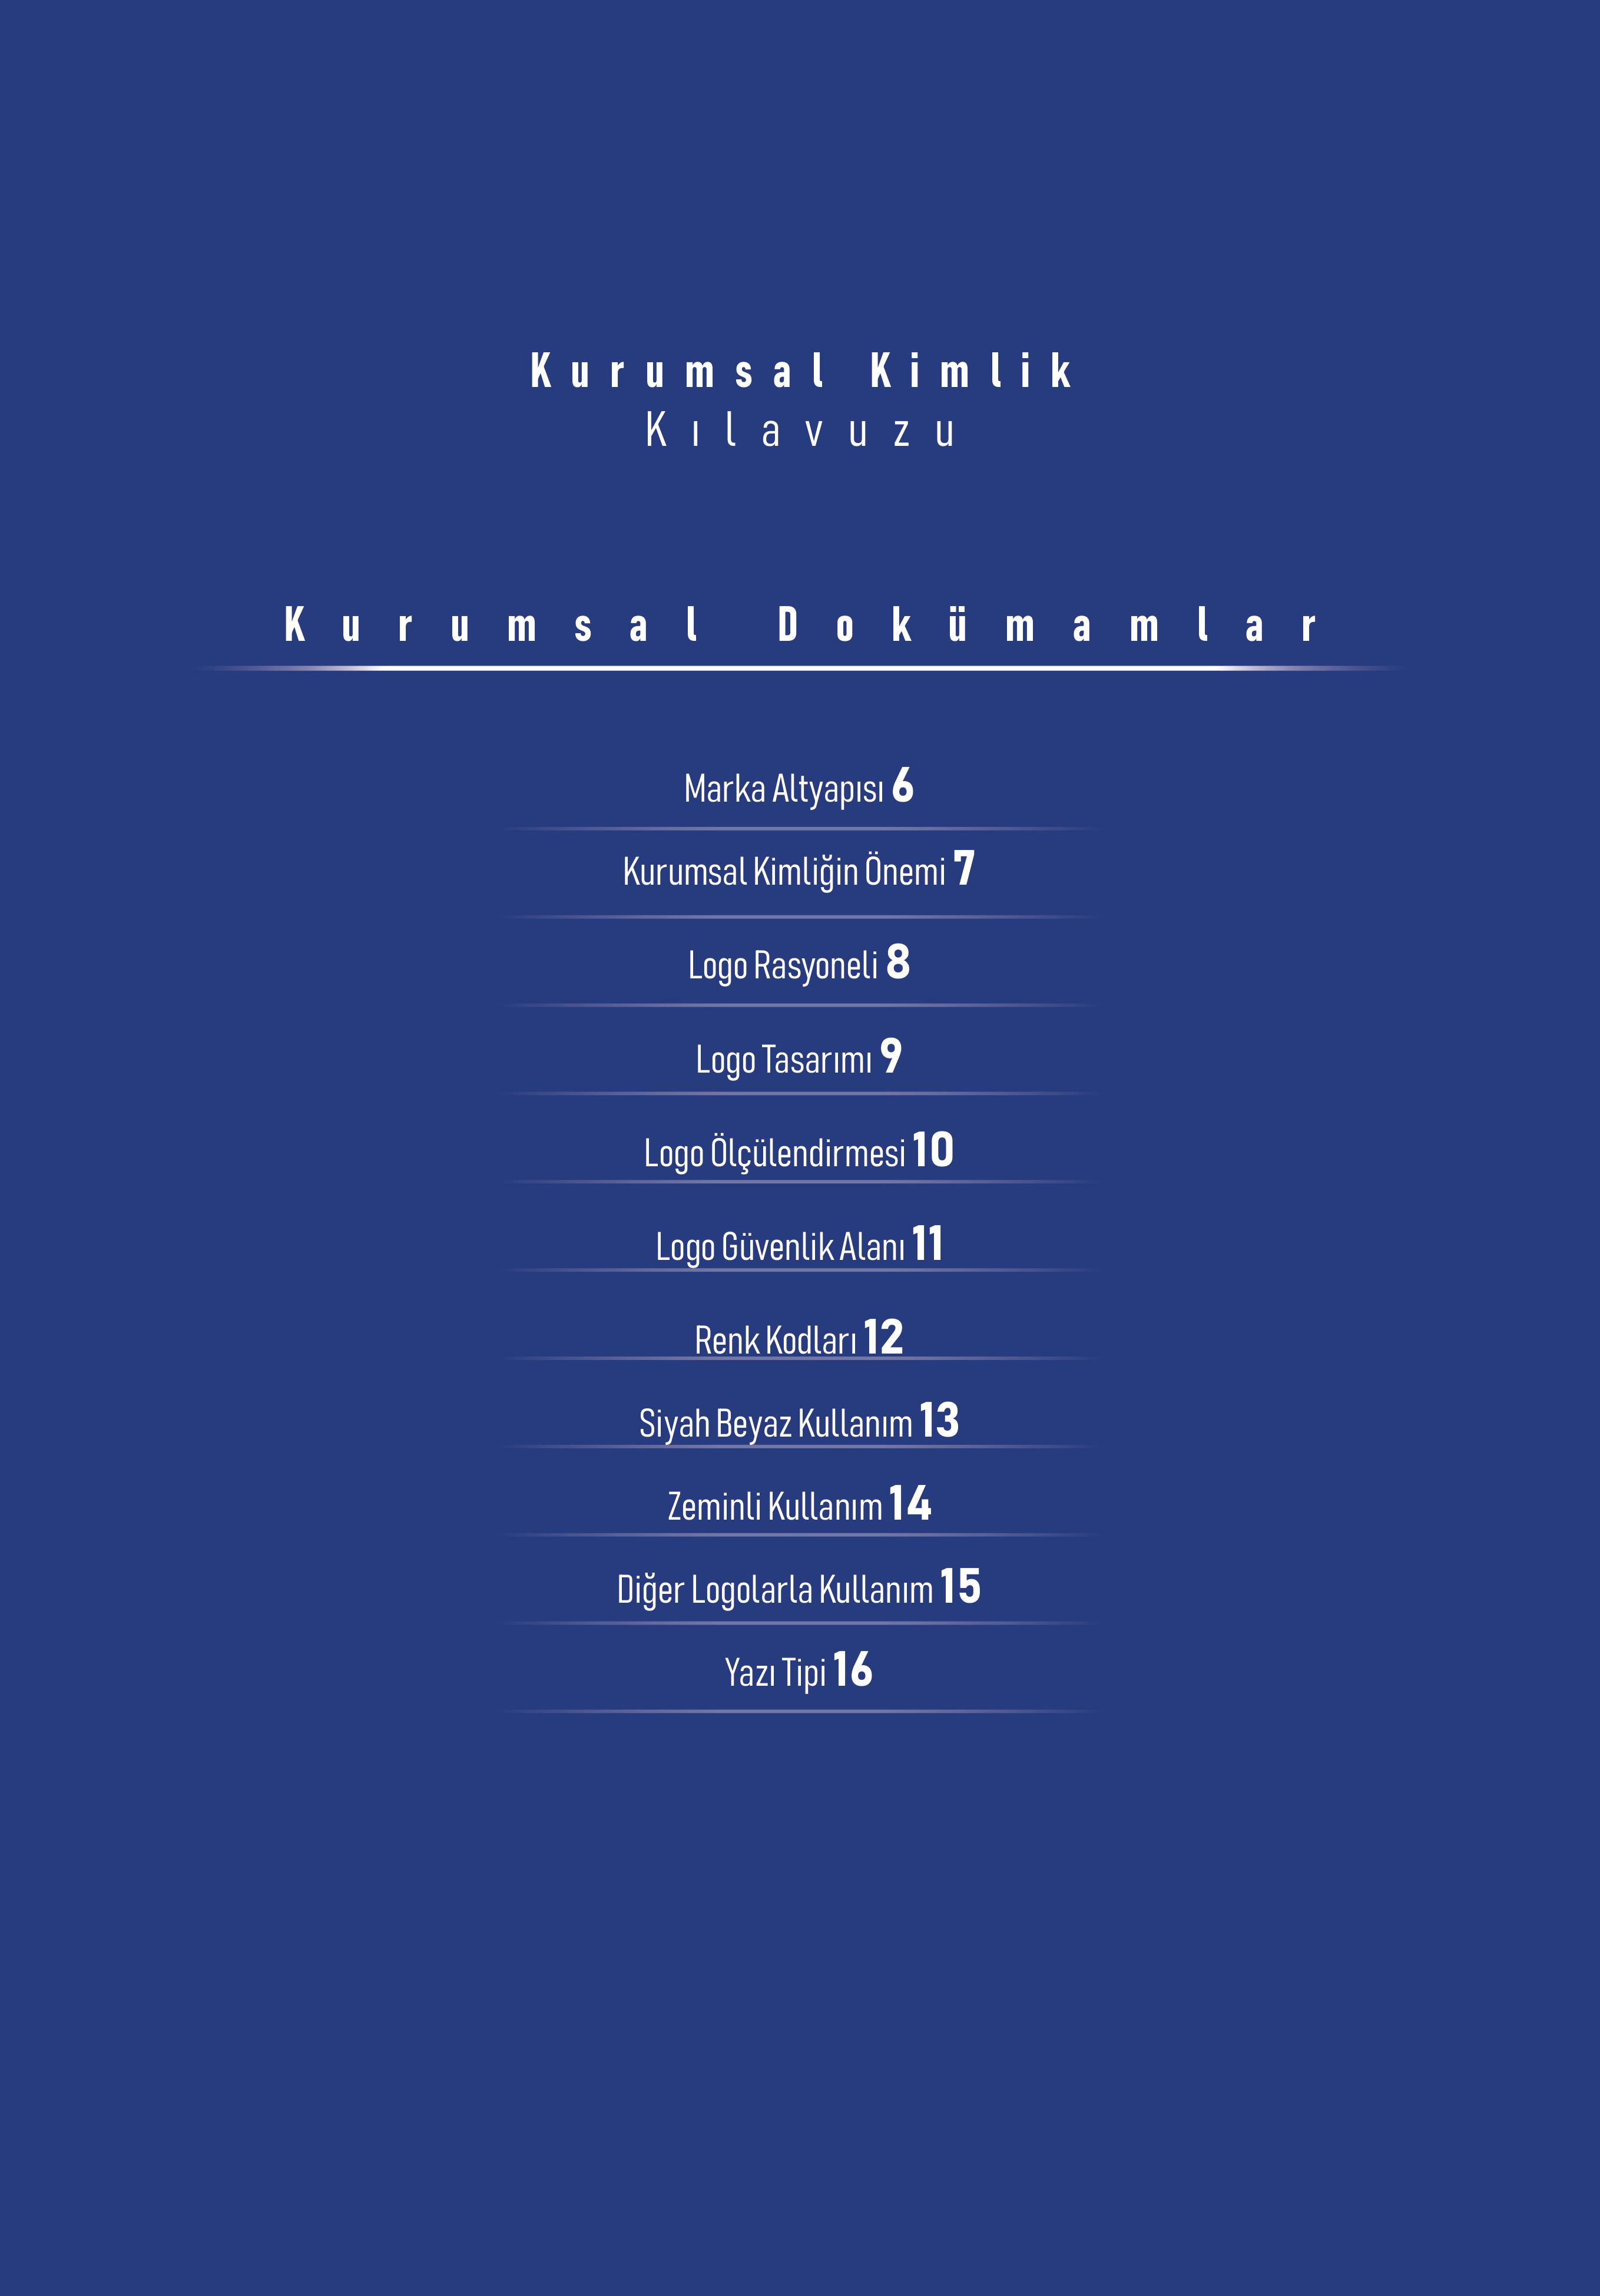 Kurumsal Kimlik
Kılavuzu
Kurumsal Dokümamlar
Marka Altyapısı 6
Kurumsal Kimliğin Önemi 7
Logo Rasyoneli 8
Logo Tasarımı 9
Logo Ölçülendirmesi 10
Logo Güvenlik Alanı 11
Renk Kodları 12
Siyah Beyaz Kullanım 13
Zeminli Kullanım 14
Diğer Logolarla Kullanım 15
Yazı Tipi 16